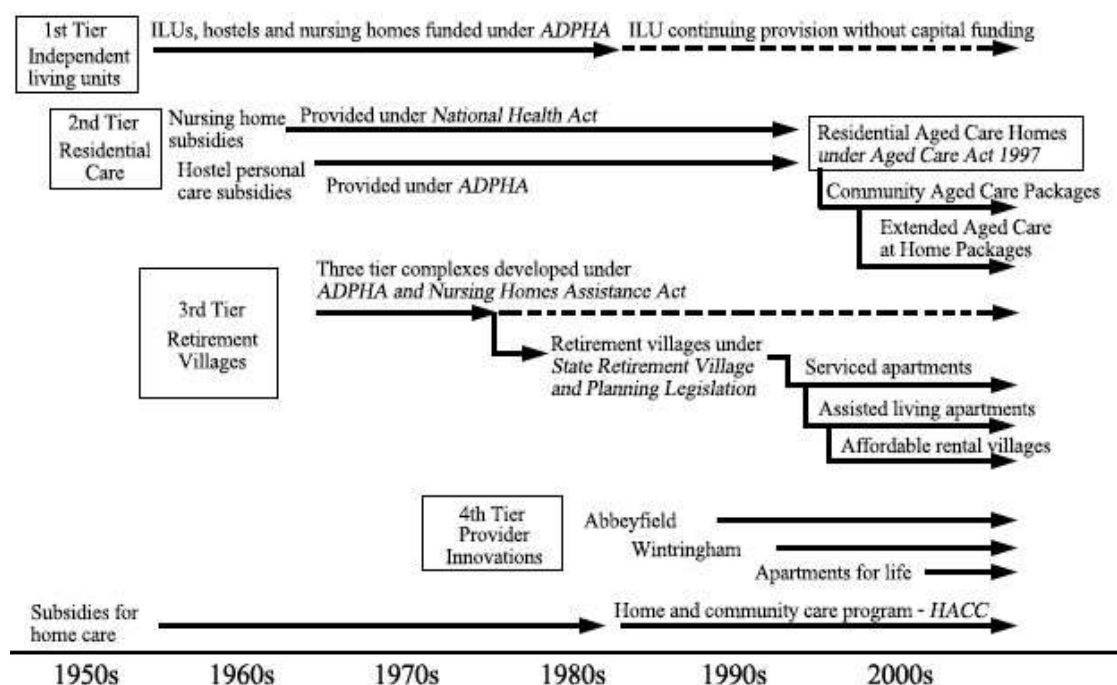 1st Tier
Independent
living units
ILUs, hostels and nursing homes funded under ADPHA
ILU continuing provision without capital funding
2nd Tier
Residential
Care
Nursing home
subsidies
Provided under National Health Act
Hostel personal
care subsidies
Provided under ADPHA
Residential Aged Care Homes
under Aged Care Act 1997
Community Aged Care Packages
Extended Aged Care
at Home Packages
3rd Tier
Retirement
Villages
Three tier complexes developed under
ADPHA and Nursing Homes Assistance Act
Retirement villages under
State Retirement Village
and Planning Legislation
Serviced apartments
Assisted living apartments
Affordable rental villages
4th Tier
Provider
Innovations
Abbeyfield
Wintringham
Apartments for life
Subsidies for
home care
Home and community care program - HACC
1950s
1960s
1970s
1980s
1990s
2000s